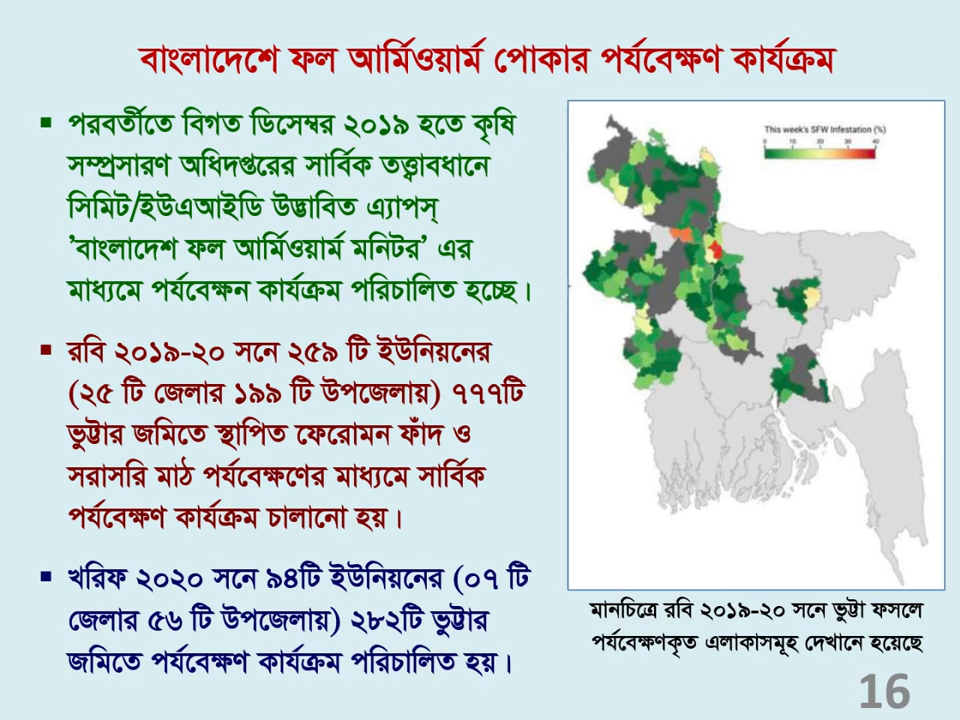 বাংলাদেশে ফল আর্মিওয়ার্ম পোকার পর্যবেক্ষণ কার্যক্রম
▪ পরবর্তীতে বিগত ডিসেম্বর ২০১৯ হতে কৃষি
সম্প্রসারণ অধিদপ্তরের সার্বিক তত্ত্বাবধানে
সিমিট/ইউএআইডি উদ্ভাবিত এ্যাপস্
’বাংলাদেশ ফল আর্মিওয়ার্ম মনিটর’ এর
মাধ্যমে পর্যবেক্ষন কার্যক্রম পরিচালিত হচ্ছে।
▪ রবি ২০১৯-২০ সনে ২৫৯ টি ইউনিয়নের
(২৫ টি জেলার ১৯৯ টি উপজেলায়) ৭৭৭টি
ভুট্টার জমিতে স্থাপিত ফেরোমন ফাঁদ ও
সরাসরি মাঠ পর্যবেক্ষণের মাধ্যমে সার্বিক
পর্যবেক্ষণ কার্যক্রম চালানো হয়।
▪ খরিফ ২০২০ সনে ৯৪টি ইউনিয়নের (০৭ টি
জেলার ৫৬ টি উপজেলায়) ২৮২টি ভুট্টার
জমিতে পর্যবেক্ষণ কার্যক্রম পরিচালিত হয়।
This week's SFW Infestation (%)
0 10 20 30 40
মানচিত্রে রবি ২০১৯-২০ সনে ভুট্টা ফসলে
পর্যবেক্ষণকৃত এলাকাসমূহ দেখানে হয়েছে
16